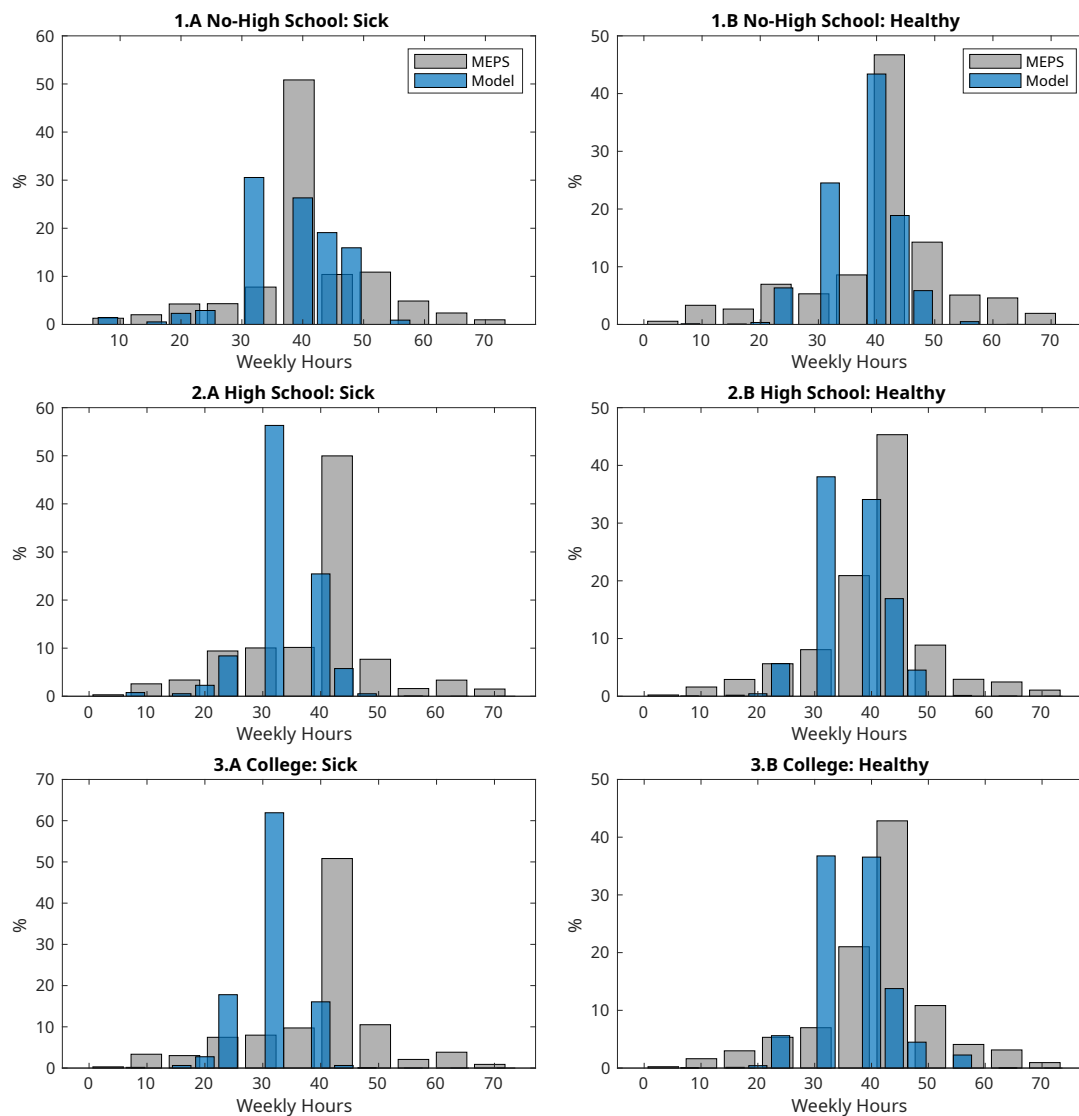 1.A No-High School: Sick
60
50
40
30
20
10
0
%
10 20 30 40 50 60 70
Weekly Hours
MEPS
Model
1.B No-High School: Healthy
50
40
30
20
10
0
%
0 10 20 30 40 50 60 70
Weekly Hours
MEPS
Model
2.A High School: Sick
60
50
40
30
20
10
0
%
0 10 20 30 40 50 60 70
Weekly Hours
2.B High School: Healthy
50
40
30
20
10
0
%
0 10 20 30 40 50 60 70
Weekly Hours
3.A College: Sick
70
60
50
40
30
20
10
0
%
0 10 20 30 40 50 60 70
Weekly Hours
3.B College: Healthy
50
40
30
20
10
0
%
0 10 20 30 40 50 60 70
Weekly Hours